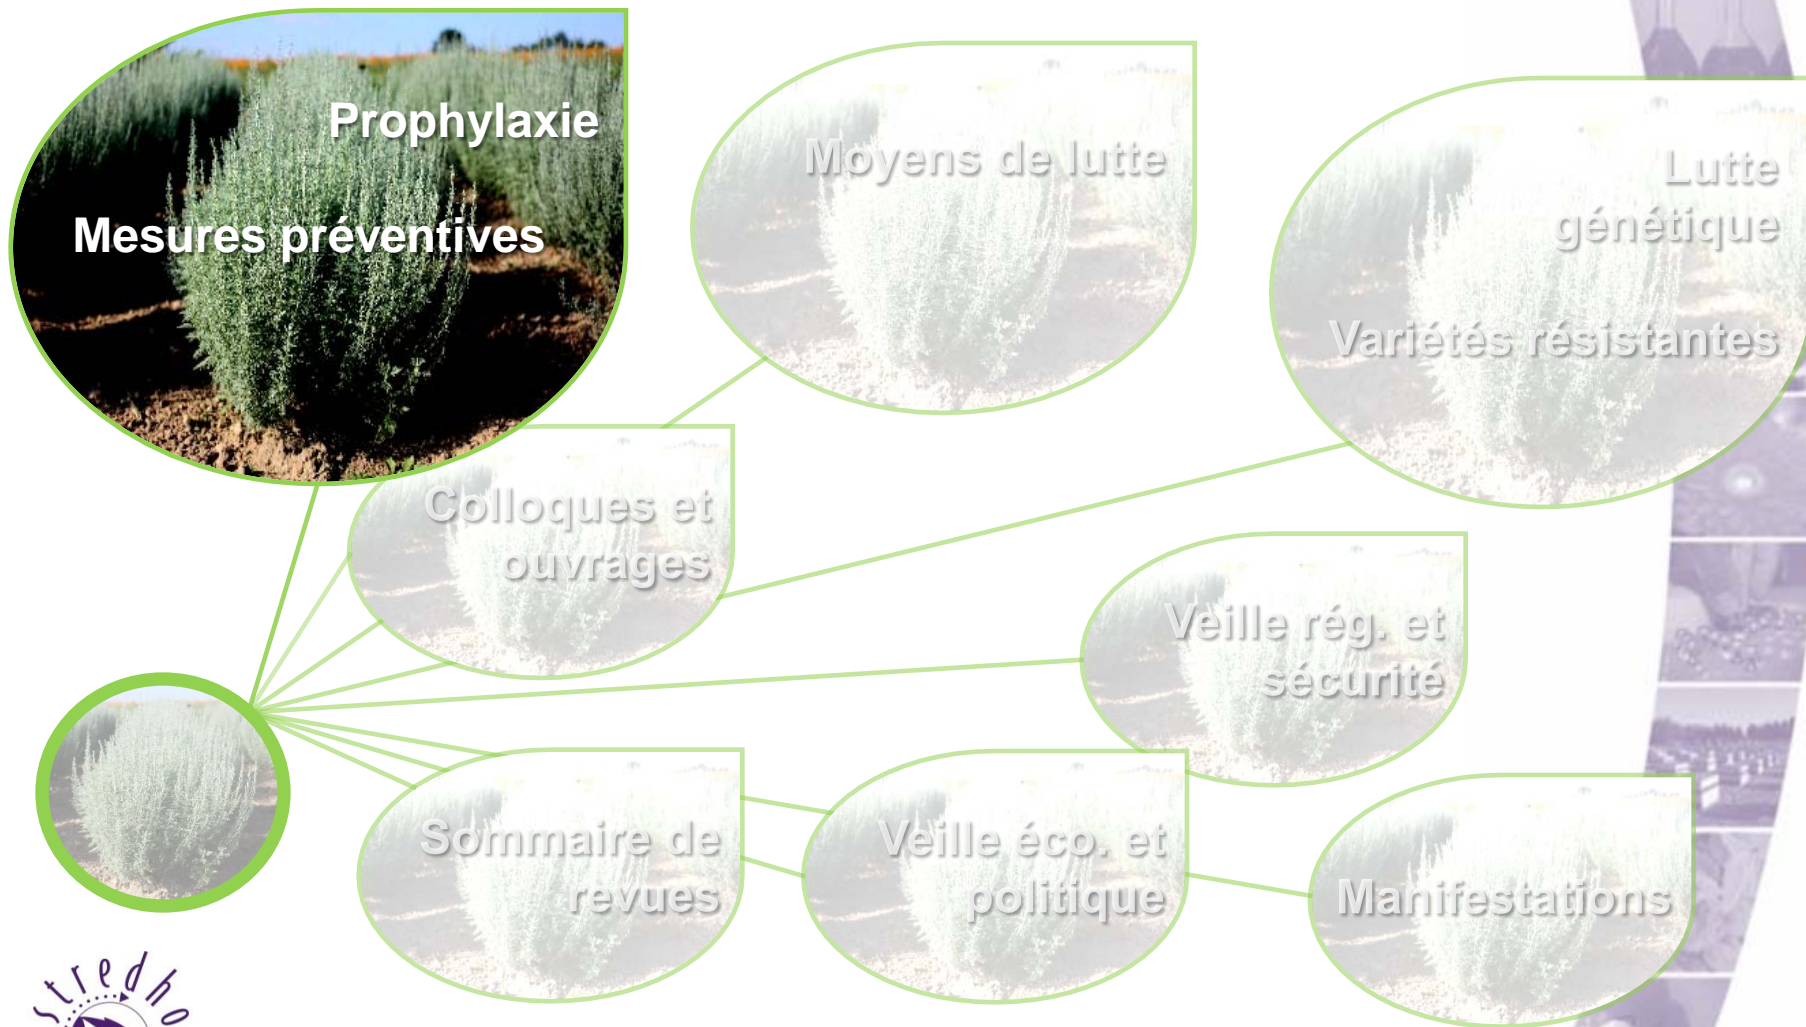 Prophylaxie
Mesures préventives
Moyens de lutte
Lutte
génétique
Variétés résistantes
Colloques et
ouvrages
Veille rég. et
sécurité
Sommaire de
revues
Veille éco. et
politique
Manifestations